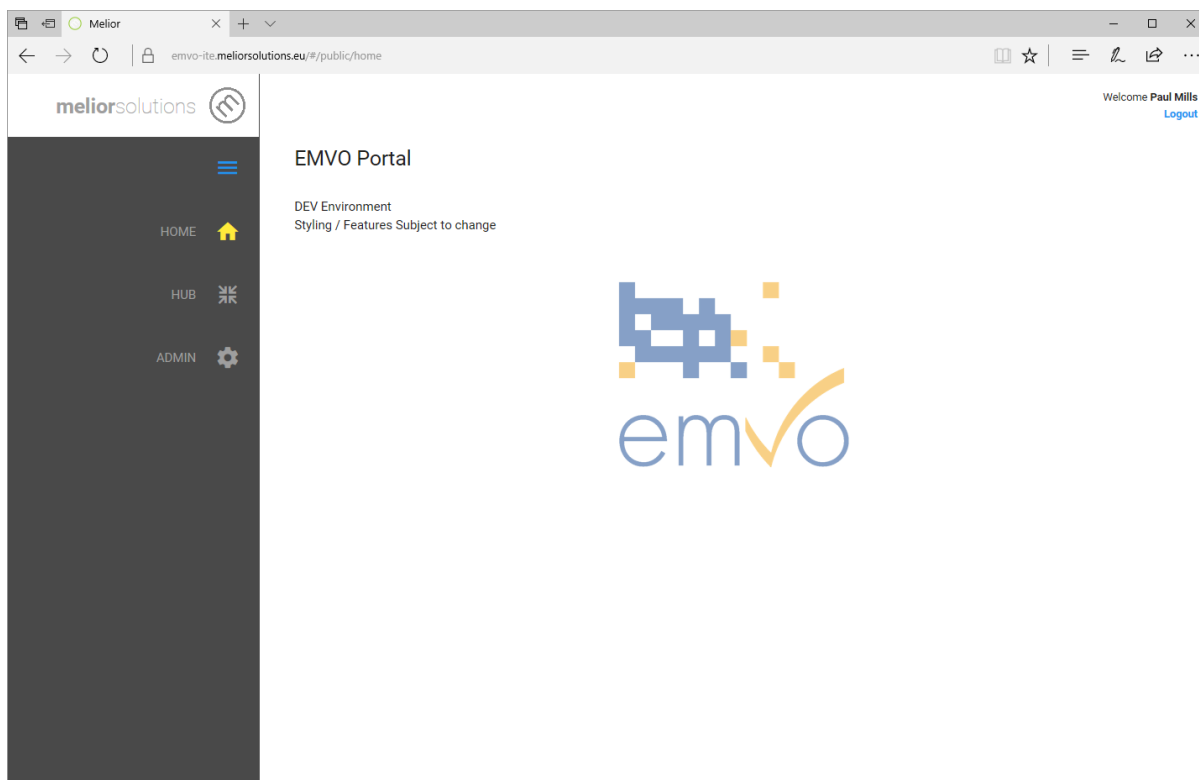 Melior
emvo-ite.meliorsolutions.eu/#/public/home
meliorsolutions
Welcome Paul Mills
Logout
EMVO Portal
DEV Environment
Styling / Features Subject to change
HOME
HUB
ADMIN
emvo